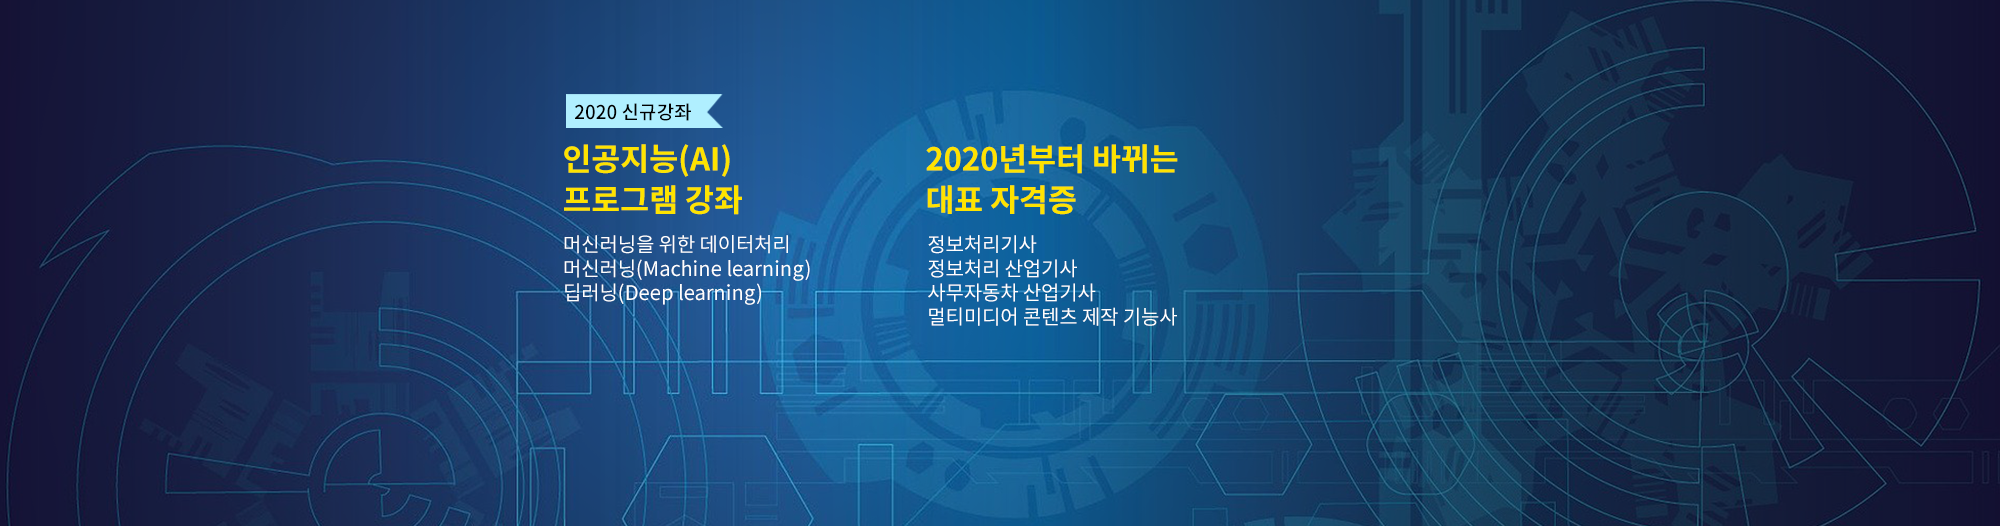 2020 신규강좌
인공지능(AI)
프로그램 강좌
머신러닝을 위한 데이터처리
머신러닝(Machine learning)
딥러닝(Deep learning)
2020년부터 바뀌는
대표 자격증
정보처리기사
정보처리 산업기사
사무자동차 산업기사
멀티미디어 콘텐츠 제작 기능사